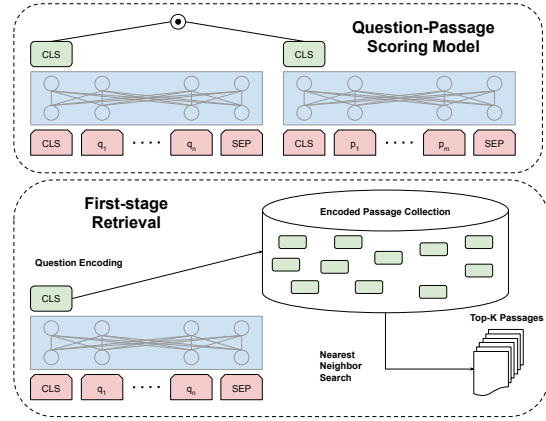 Question-Passage
Scoring Model
CLS
CLS
CLS q1 · · · · qn SEP
CLS p1 · · · · pm SEP
First-stage
Retrieval
Encoded Passage Collection
Question Encoding
CLS
Top-K Passages
Nearest
Neighbor
Search
CLS q1 · · · · qn SEP